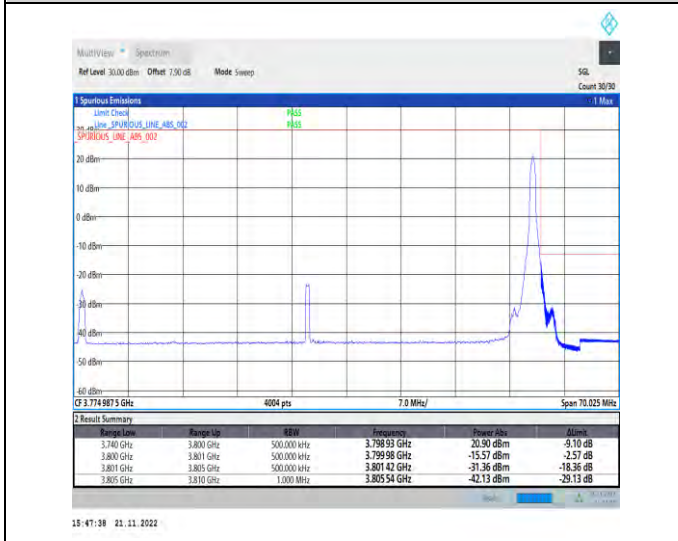 MultiView Spectrum
Ref Level 30.00 dBm Offset 7.90 dB Mode Sweep SGL
Count 30/30
1 Spurious Emissions 1 Max
Limit Check PASS
Line _SPURIOUS_LINE_ABS_002 PASS
_SPURIOUS_LINE_ABS_002
20 dBm
10 dBm
0 dBm
-10 dBm
-20 dBm
-30 dBm
-40 dBm
-50 dBm
-60 dBm
CF 3.774 987 5 GHz 4004 pts 7.0 MHz/ Span 70.025 MHz
2 Result Summary
Range Low Range Up RBW Frequency Power Abs ΔLimit
3.740 GHz 3.800 GHz 500.000 kHz 3.798 93 GHz 20.90 dBm -9.10 dB
3.800 GHz 3.801 GHz 500.000 kHz 3.799 98 GHz -15.57 dBm -2.57 dB
3.801 GHz 3.805 GHz 500.000 kHz 3.801 42 GHz -31.36 dBm -18.36 dB
3.805 GHz 3.810 GHz 1.000 MHz 3.805 54 GHz -42.13 dBm -29.13 dB
15:47:38 21.11.2022